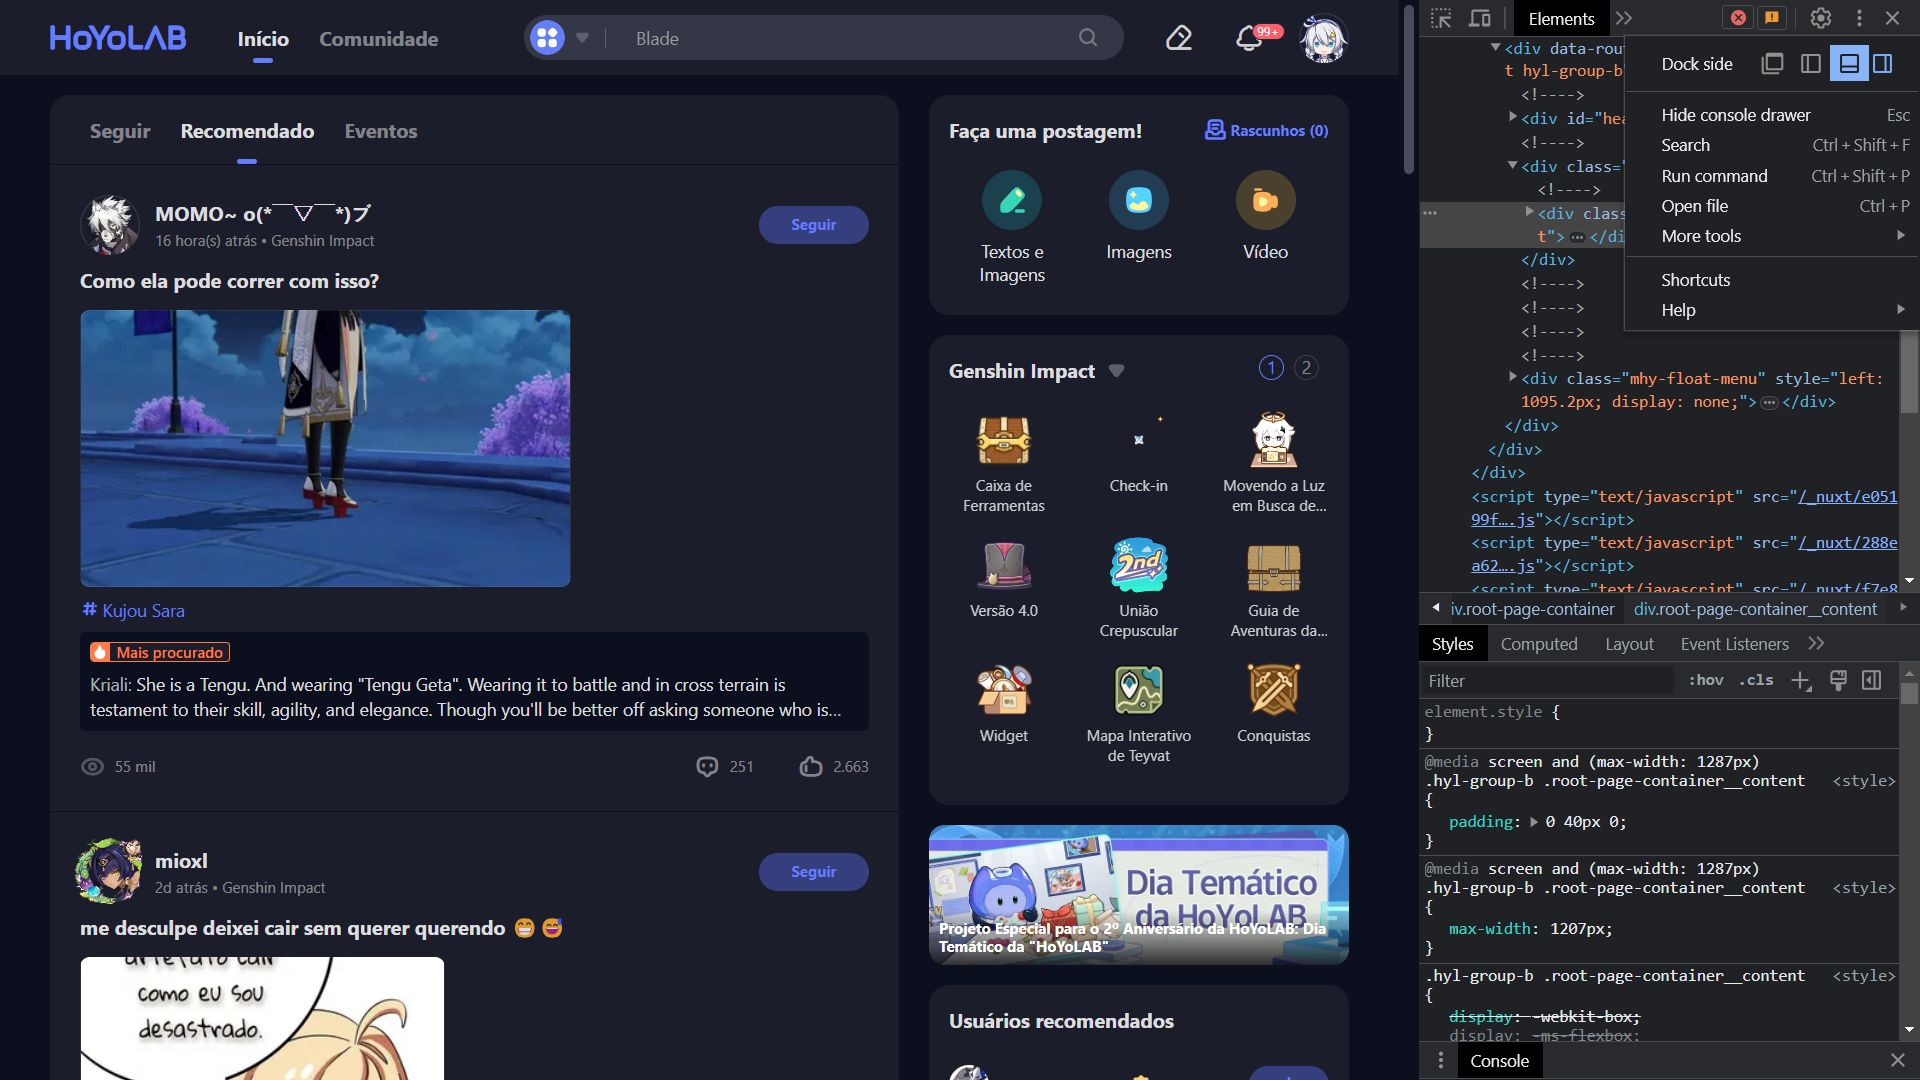 HoYoLAB
Início
Comunidade
Blade
99+
Seguir
Recomendado
Eventos
MOMO~ o(*￣▽￣*)ブ
16 hora(s) atrás • Genshin Impact
Seguir
Como ela pode correr com isso?
# Kujou Sara
Mais procurado
Kriali: She is a Tengu. And wearing "Tengu Geta". Wearing it to battle and in cross terrain is
testament to their skill, agility, and elegance. Though you'll be better off asking someone who is...
55 mil
251
2.663
mioxl
2d atrás • Genshin Impact
Seguir
me desculpe deixei cair sem querer querendo 😁 😅
como eu sou
desastrado.
Faça uma postagem!
Rascunhos (0)
Textos e
Imagens
Imagens
Vídeo
Genshin Impact
1
2
Caixa de
Ferramentas
Check-in
Movendo a Luz
em Busca de...
Versão 4.0
2nd
União
Crepuscular
Guia de
Aventuras da...
Widget
Mapa Interativo
de Teyvat
Conquistas
Dia Temático
da HoYoLAB
Projeto Especial para o 2º Aniversário da HoYoLAB: Dia
Temático da "HoYoLAB"
Usuários recomendados
Elements
<div data-rou
t hyl-group-b
<!---->
<div id="hea
<!---->
<div class="
<!---->
<div clas
t"> ••• </di
</div>
<!---->
<!---->
<!---->
<!---->
<div class="mhy-float-menu" style="left:
1095.2px; display: none;"> ••• </div>
</div>
</div>
</div>
<script type="text/javascript" src="/_nuxt/e051
99f….js"></script>
<script type="text/javascript" src="/_nuxt/288e
a62….js"></script>
<script type="text/javascript" src="/_nuxt/f7e8
Dock side
Hide console drawer Esc
Search Ctrl + Shift + F
Run command Ctrl + Shift + P
Open file Ctrl + P
More tools
Shortcuts
Help
iv.root-page-container
div.root-page-container__content
Styles
Computed
Layout
Event Listeners
Filter
:hov
.cls
element.style {
}
@media screen and (max-width: 1287px)
.hyl-group-b .root-page-container__content <style>
{
padding: 0 40px 0;
}
@media screen and (max-width: 1287px)
.hyl-group-b .root-page-container__content <style>
{
max-width: 1207px;
}
.hyl-group-b .root-page-container__content <style>
{
display: -webkit-box;
display: -ms-flexbox;
Console